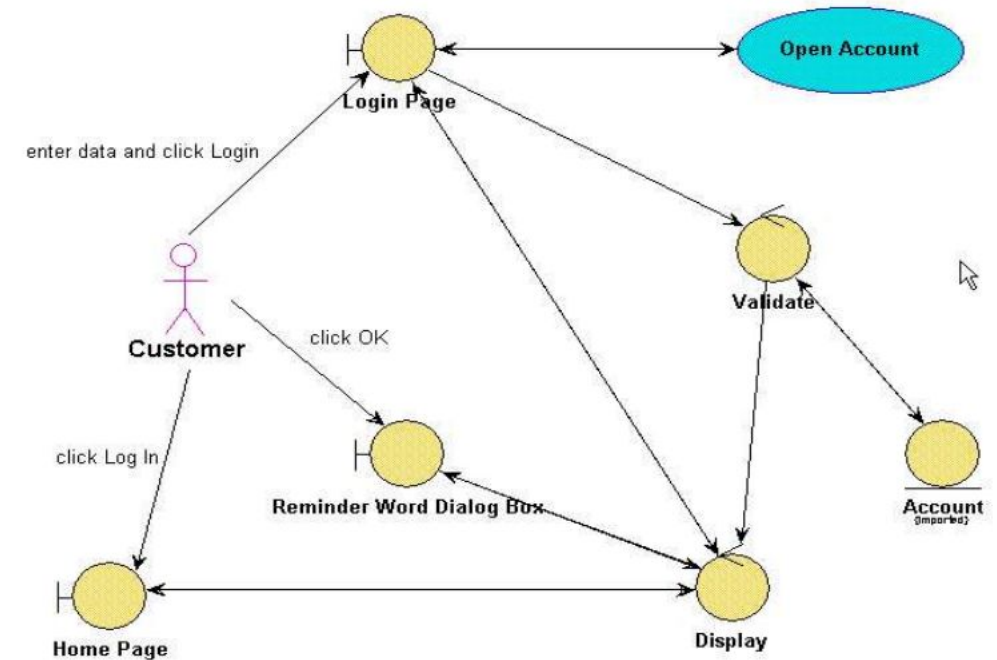 Open Account
Login Page
enter data and click Login
Validate
click OK
Customer
click Log In
Reminder Word Dialog Box
Account
{imported}
Home Page
Display